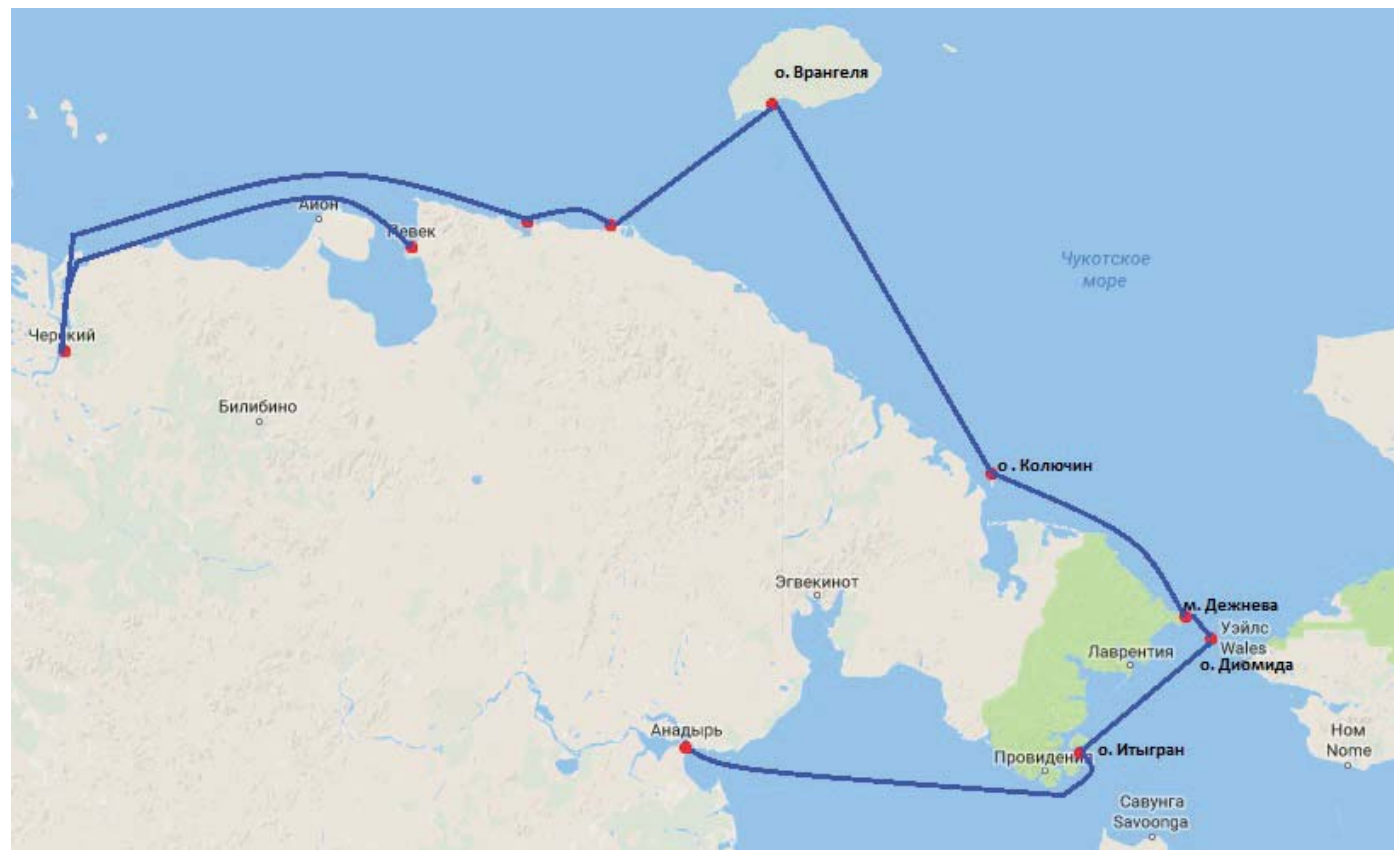 о. Врангеля
Айон
Певек
Чукотское
море
Черский
Билибино
о . Колючин
Эгвекинот
м. Дежнева
Уэйлс
Wales
Лаврентия
о. Диомида
Анадырь
о. Итыгран
Провидения
Ном
Nome
Савунга
Savoonga